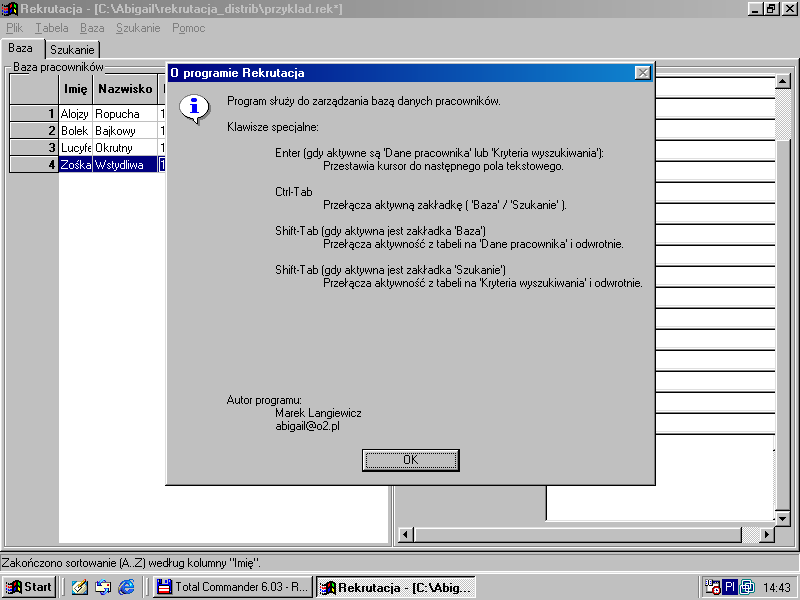 Rekrutacja - [C:\Abigail\rekrutacja_distrib\przyklad.rek*]
Plik Tabela Baza Szukanie Pomoc
Baza Szukanie
Baza pracowników
Imię Nazwisko
1 Alojzy Ropucha 1
2 Bolek Bajkowy 1
3 Lucyfe Okrutny 1
4 Zośka Wstydliwa 1
O programie Rekrutacja
Program służy do zarządzania bazą danych pracowników.
Klawisze specjalne:
Enter (gdy aktywne są 'Dane pracownika' lub 'Kryteria wyszukiwania'):
Przestawia kursor do następnego pola tekstowego.
Ctrl-Tab
Przełącza aktywną zakładkę ( 'Baza' / 'Szukanie' ).
Shift-Tab (gdy aktywna jest zakładka 'Baza')
Przełącza aktywność z tabeli na 'Dane pracownika' i odwrotnie.
Shift-Tab (gdy aktywna jest zakładka 'Szukanie')
Przełącza aktywność z tabeli na 'Kryteria wyszukiwania' i odwrotnie.
Autor programu:
Marek Langiewicz
abigail@o2.pl
OK
Zakończono sortowanie (A..Z) według kolumny "Imię".
Start Total Commander 6.03 - R... Rekrutacja - [C:\Abig... Pl 14:43